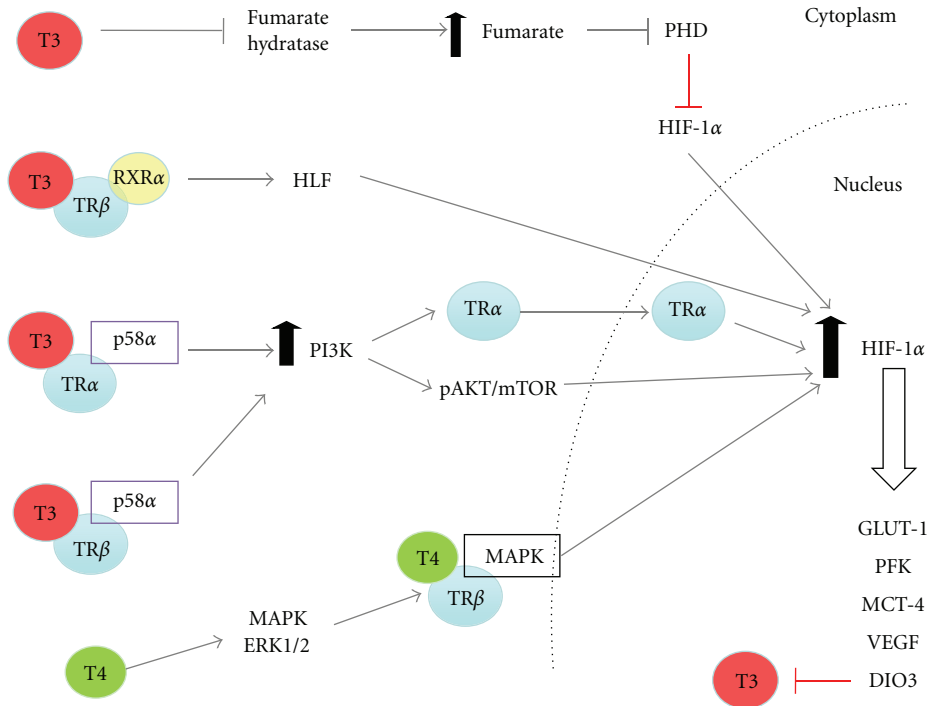 Cytoplasm
T3
Fumarate
hydratase
Fumarate
PHD
HIF-1α
Nucleus
T3
RXRα
TRβ
HLF
T3
p58α
TRα
PI3K
TRα
TRα
pAKT/mTOR
HIF-1α
T3
p58α
TRβ
T4
MAPK
TRβ
MAPK
ERK1/2
T4
GLUT-1
PFK
MCT-4
VEGF
DIO3
T3